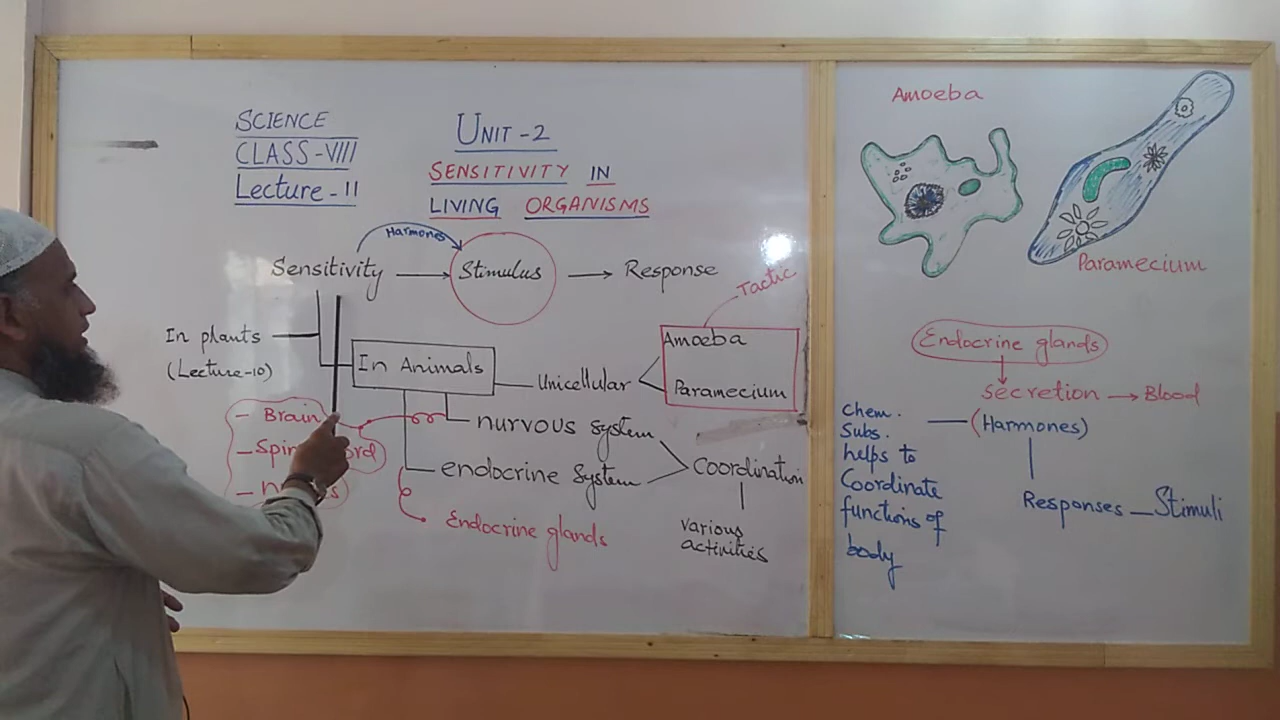 SCIENCE
CLASS-VIII
Lecture-11
UNIT-2
SENSITIVITY IN
LIVING ORGANISMS
Harmones
Sensitivity
Stimulus
Response
Tactic
In plants
(Lecture-10)
In Animals
Unicellular
Amoeba
Paramecium
- Brain
- Spin
ord
nurvous system
endocrine System
Coordination
various
activities
Endocrine glands
Amoeba
Paramecium
Endocrine glands
secretion
Blood
(Harmones)
Chem.
Subs.
helps to
Coordinate
functions of
body
Responses - Stimuli